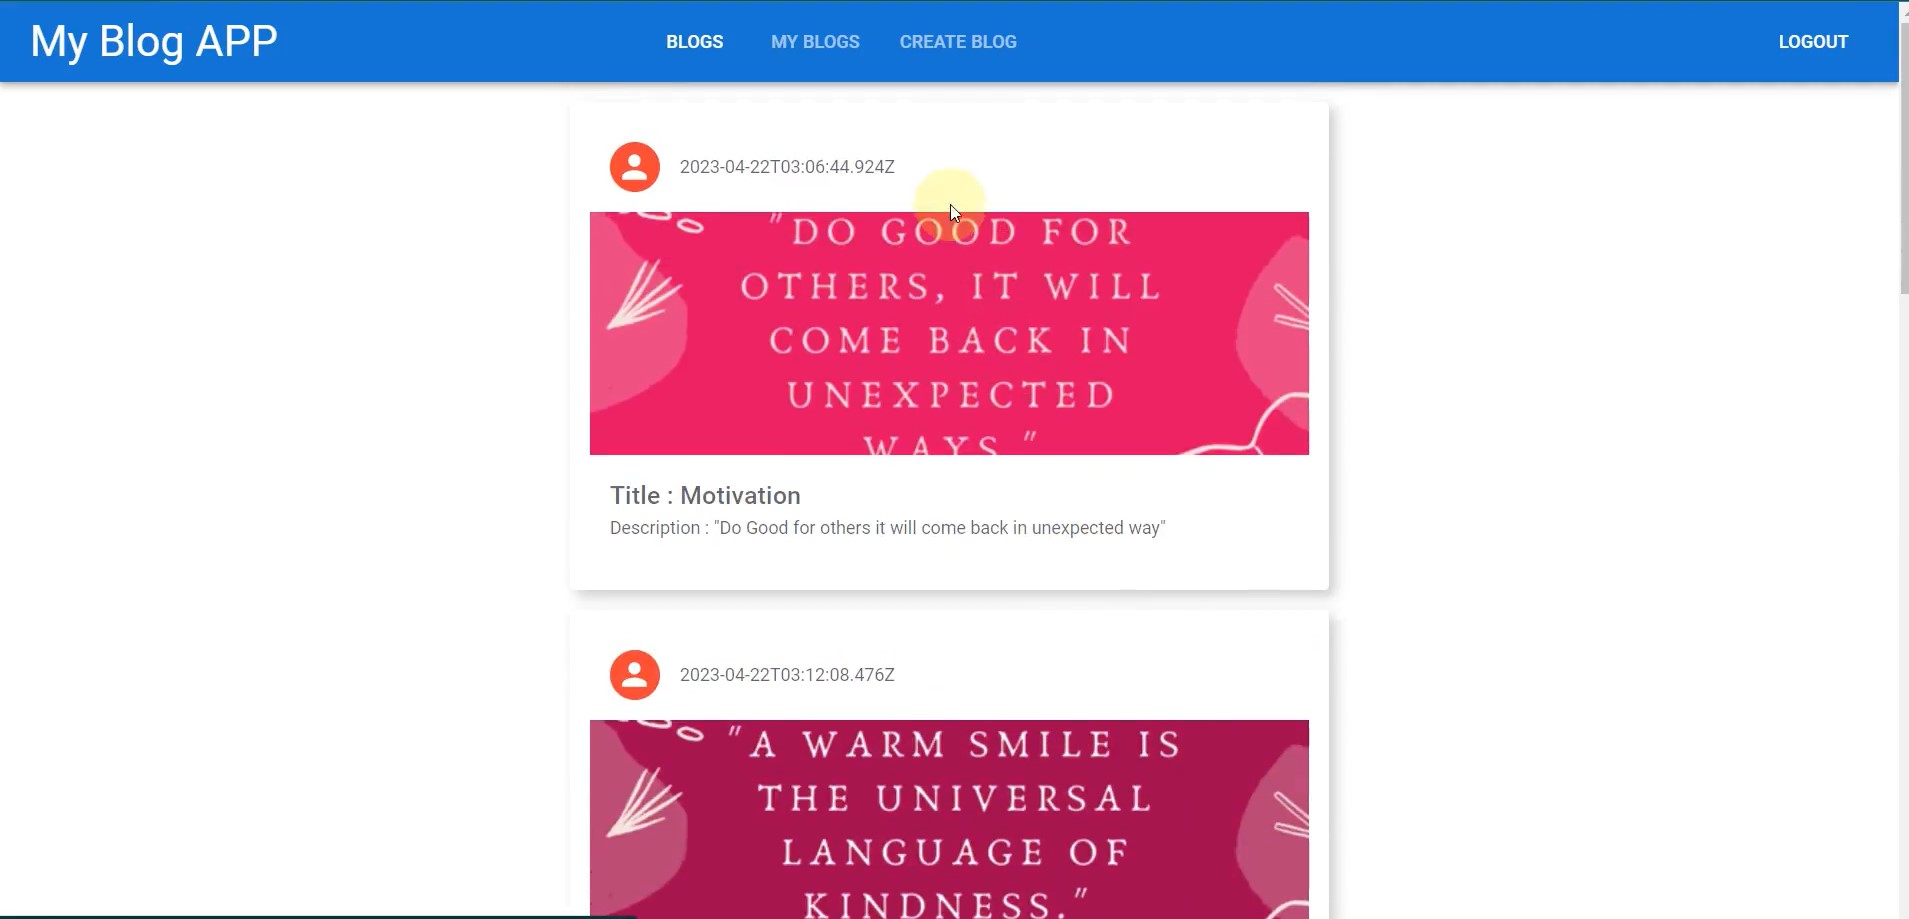 My Blog APP
BLOGS
MY BLOGS
CREATE BLOG
LOGOUT
2023-04-22T03:06:44.924Z
"DO GOOD FOR
OTHERS, IT WILL
COME BACK IN
UNEXPECTED
WAYS."
Title : Motivation
Description : "Do Good for others it will come back in unexpected way"
2023-04-22T03:12:08.476Z
"A WARM SMILE IS
THE UNIVERSAL
LANGUAGE OF
KINDNESS."